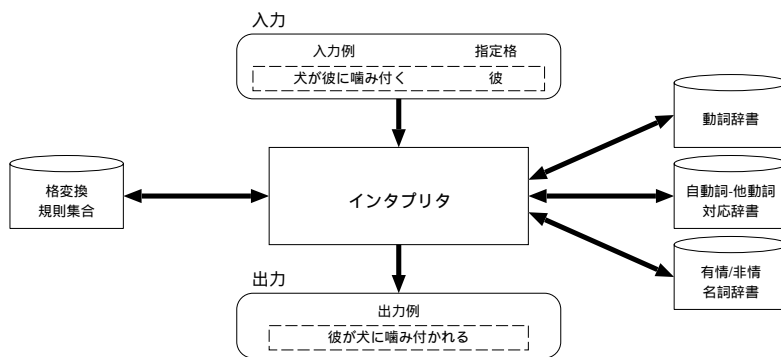 入力
入力例 指定格
犬が彼に噛み付く 彼
動詞辞書
格変換
規則集合
インタプリタ
自動詞-他動詞
対応辞書
有情/非情
名詞辞書
出力
出力例
彼が犬に噛み付かれる